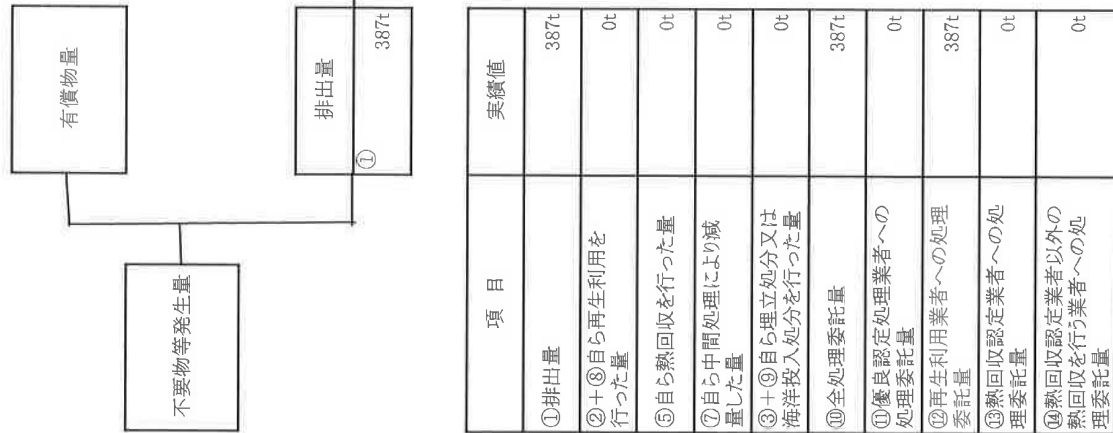 不要物等発生量
有償物量
排出量
①
387t
項　目
実績値
①排出量
387t
②+⑧自ら再生利用を
行った量
0t
⑤自ら熱回収を行った量
0t
⑦自ら中間処理により減
量した量
0t
③+⑨自ら埋立処分又は
海洋投入処分を行った量
0t
⑩全処理委託量
387t
⑪優良認定処理業者への
処理委託量
0t
⑫再生利用業者への処理
委託量
387t
⑬熱回収認定業者への処
理委託量
0t
⑭熱回収認定業者以外の
熱回収を行う業者への処
理委託量
0t